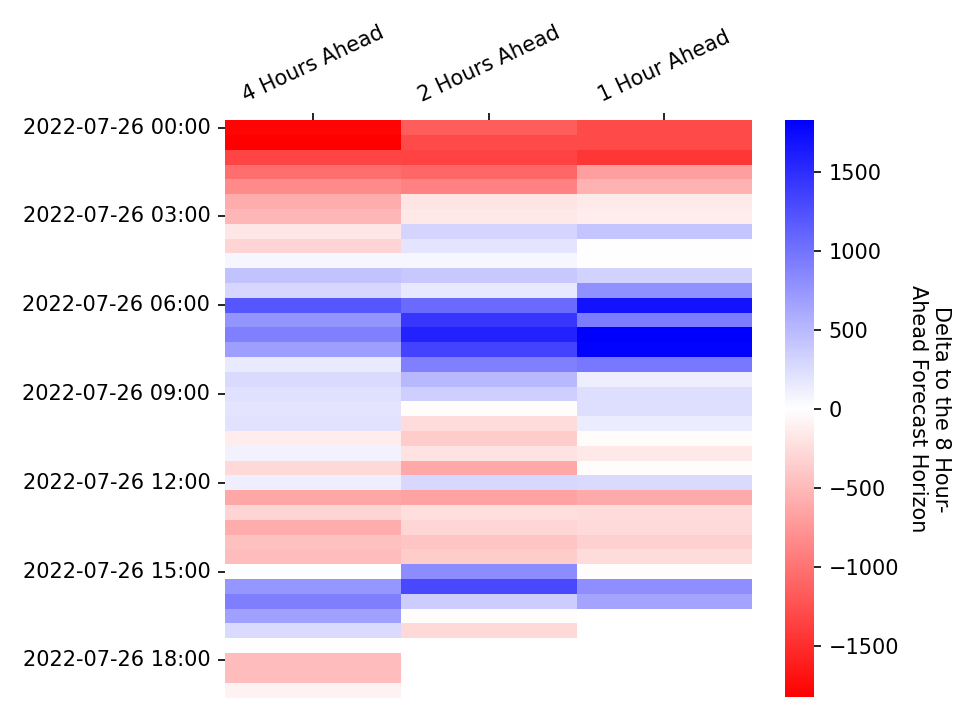 4 Hours Ahead
2 Hours Ahead
1 Hour Ahead
2022-07-26 00:00
2022-07-26 03:00
2022-07-26 06:00
2022-07-26 09:00
2022-07-26 12:00
2022-07-26 15:00
2022-07-26 18:00
1500
1000
500
0
−500
−1000
−1500
Delta to the 8 Hour-
Ahead Forecast Horizon